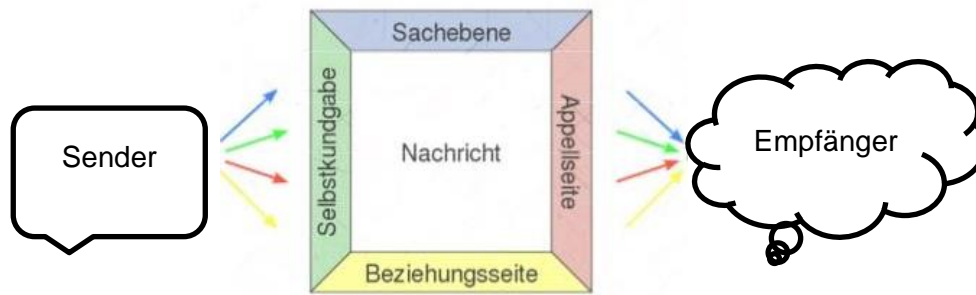 Sachebene
Sender
Selbstkundgabe
Nachricht
Appellseite
Empfänger
Beziehungsseite